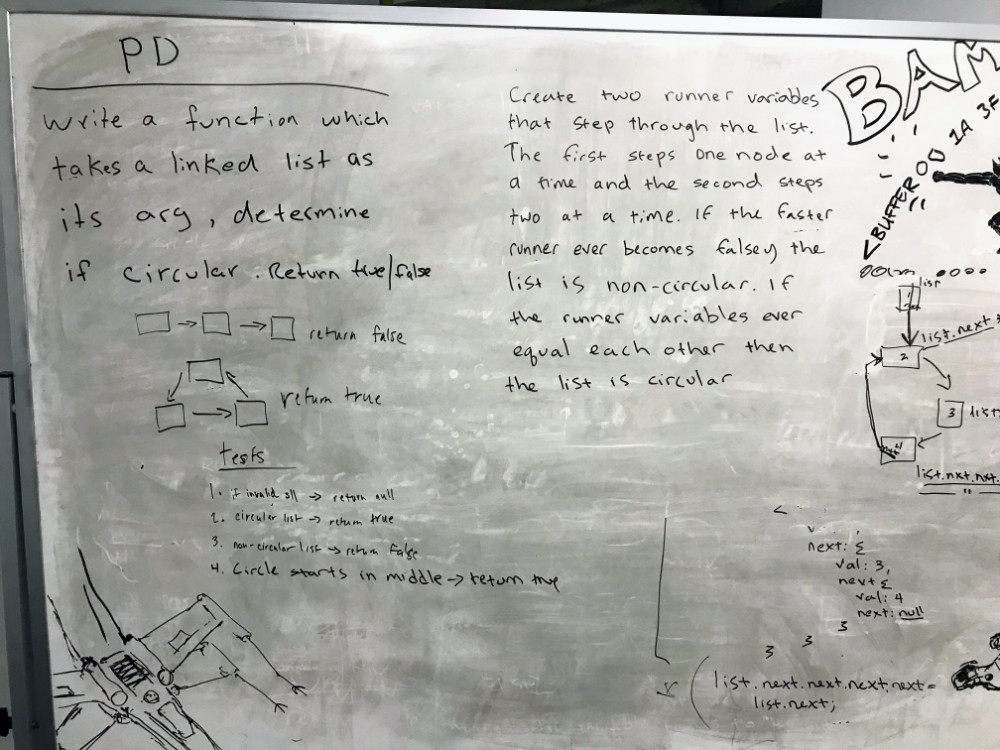 PD
Write a function which
takes a linked list as
its arg, determine
if circular. Return true/false
return false
return true
tests
1. if invalid sll → return null
2. circular list → return true
3. non-circular list → return false
4. Circle starts in middle → return true
Create two runner variables
that step through the list.
The first steps one node at
a time and the second steps
two at a time. If the faster
runner ever becomes falsey the
list is non-circular. If
the runner variables ever
equal each other then
the list is circular
BAM
<BUFFEROO 1A 3F
list
list.next
2
3 list
4
list.nxt.nxt.
next: {
val: 3,
next {
val: 4
next: null
}
}
}
list.next.next.next.next =
list.next;